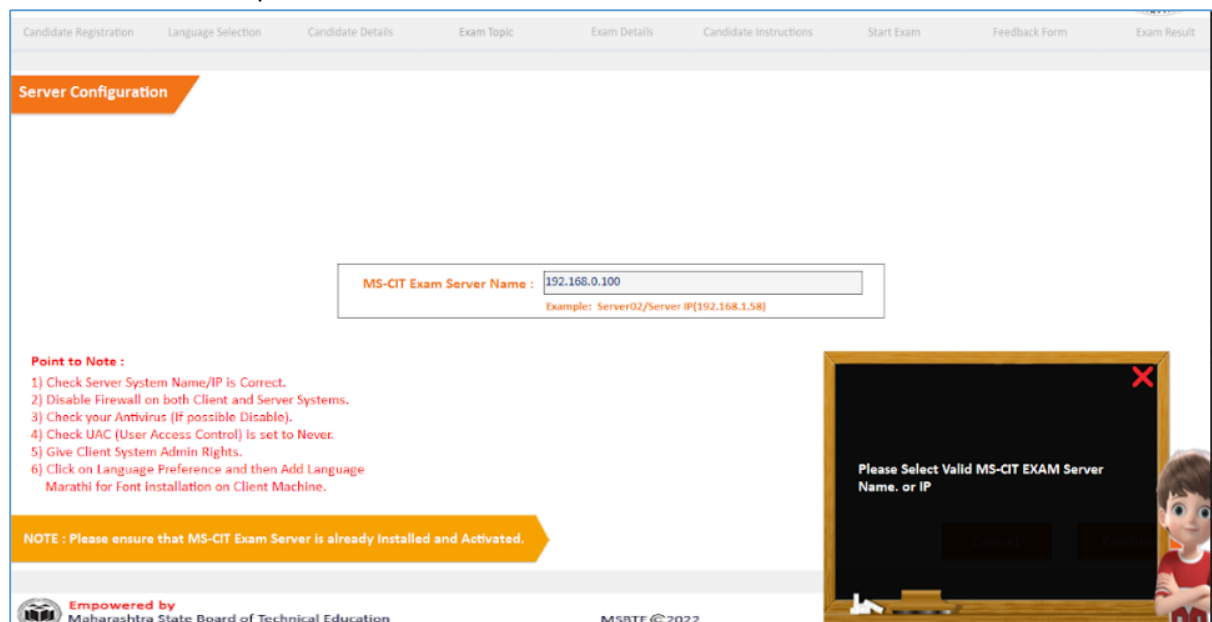 Candidate Registration Language Selection Candidate Details Exam Topic Exam Details Candidate Instructions Start Exam Feedback Form Exam Result
Server Configuration
MS-CIT Exam Server Name : 192.168.0.100
Example: Server02/Server IP(192.168.1.58)
Point to Note :
1) Check Server System Name/IP is Correct.
2) Disable Firewall on both Client and Server Systems.
3) Check your Antivirus (If possible Disable).
4) Check UAC (User Access Control) is set to Never.
5) Give Client System Admin Rights.
6) Click on Language Preference and then Add Language
Marathi for Font installation on Client Machine.
Please Select Valid MS-CIT EXAM Server
Name. or IP
Cancel
NOTE : Please ensure that MS-CIT Exam Server is already Installed and Activated.
Empowered by
Maharashtra State Board of Technical Education
MSBTE © 2022